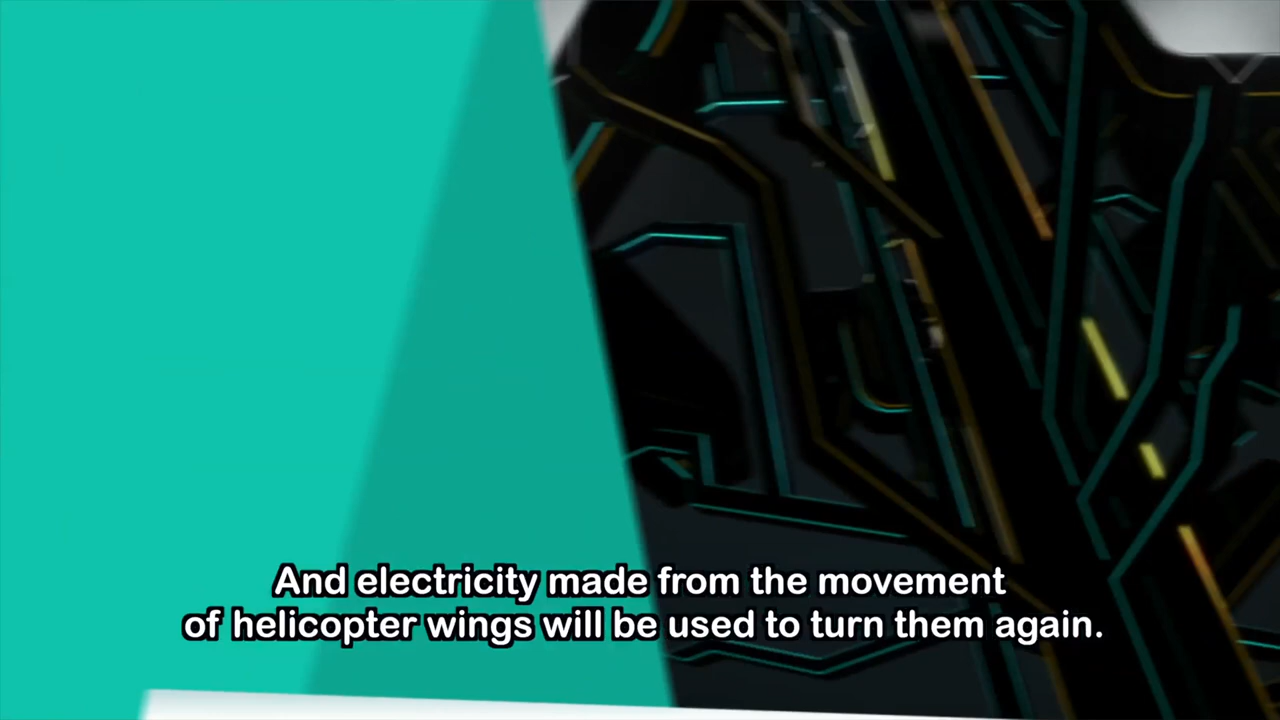 And electricity made from the movement
of helicopter wings will be used to turn them again.